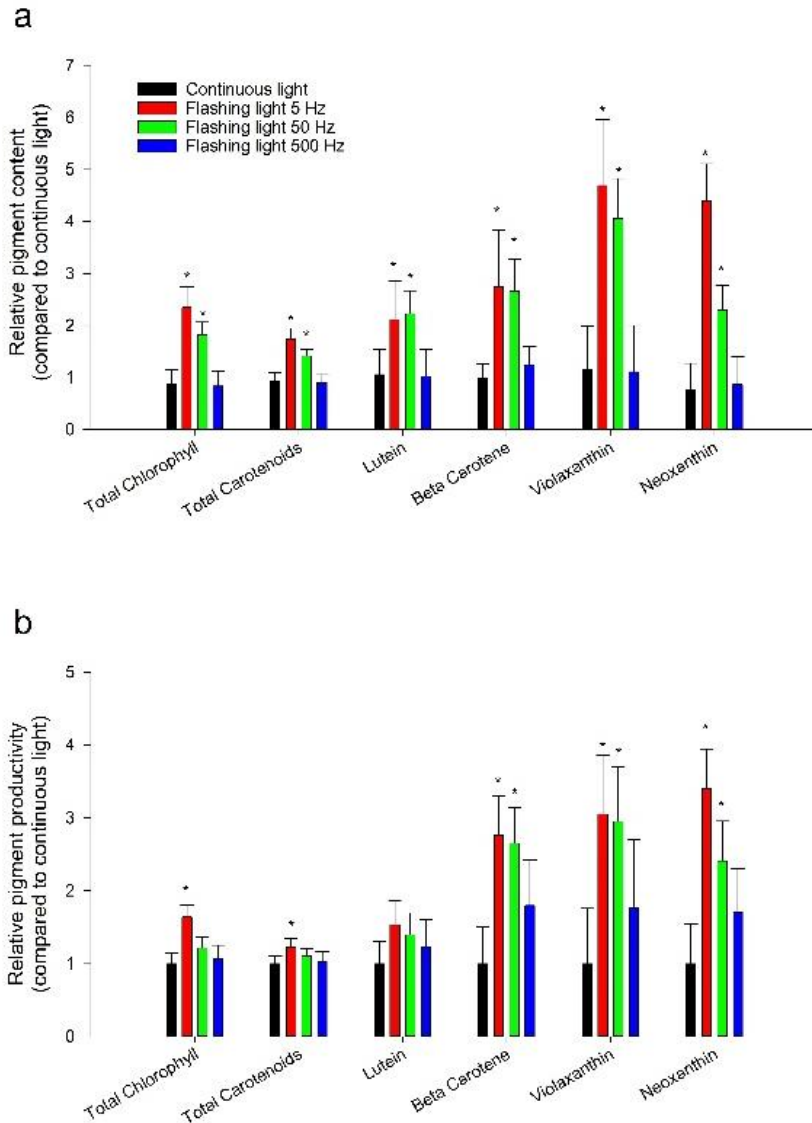 a
Relative pigment content
(compared to continuous light)
7
6
5
4
3
2
1
0
Continuous light
Flashing light 5 Hz
Flashing light 50 Hz
Flashing light 500 Hz
* * * * * * * * * * * *
Total Chlorophyll
Total Carotenoids
Lutein
Beta Carotene
Violaxanthin
Neoxanthin
b
Relative pigment productivity
(compared to continuous light)
5
4
3
2
1
0
* * * * * * * *
Total Chlorophyll
Total Carotenoids
Lutein
Beta Carotene
Violaxanthin
Neoxanthin